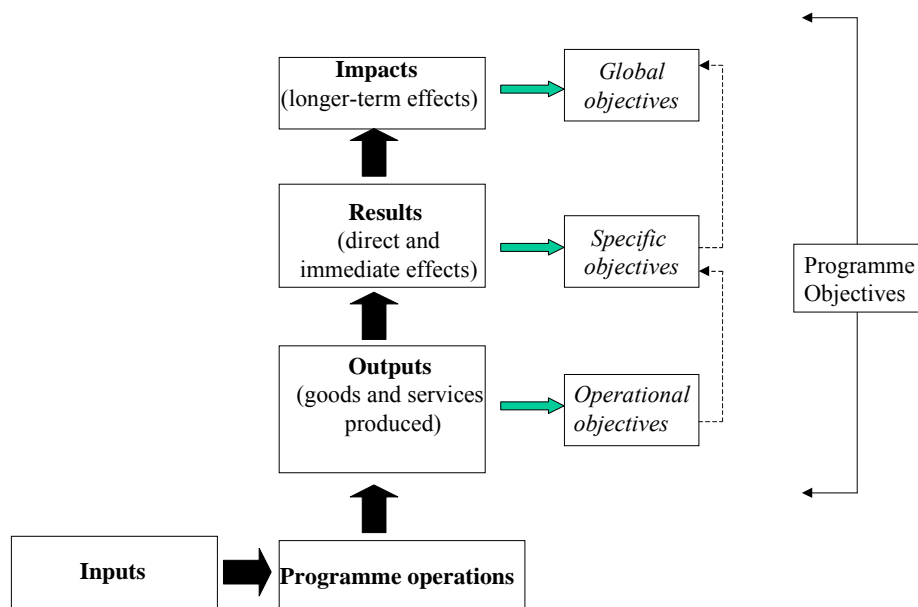 Impacts
(longer-term effects)
Global
objectives
Results
(direct and
immediate effects)
Specific
objectives
Programme
Objectives
Outputs
(goods and services
produced)
Operational
objectives
Inputs
Programme operations